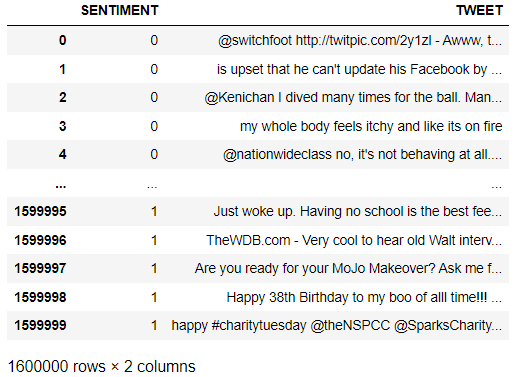 SENTIMENT TWEET
0 0 @switchfoot http://twitpic.com/2y1zl - Awww, t...
1 0 is upset that he can't update his Facebook by ...
2 0 @Kenichan I dived many times for the ball. Man...
3 0 my whole body feels itchy and like its on fire
4 0 @nationwideclass no, it's not behaving at all....
... ... ...
1599995 1 Just woke up. Having no school is the best fee...
1599996 1 TheWDB.com - Very cool to hear old Walt interv...
1599997 1 Are you ready for your MoJo Makeover? Ask me f...
1599998 1 Happy 38th Birthday to my boo of alll time!!! ...
1599999 1 happy #charitytuesday @theNSPCC @SparksCharity...
1600000 rows × 2 columns